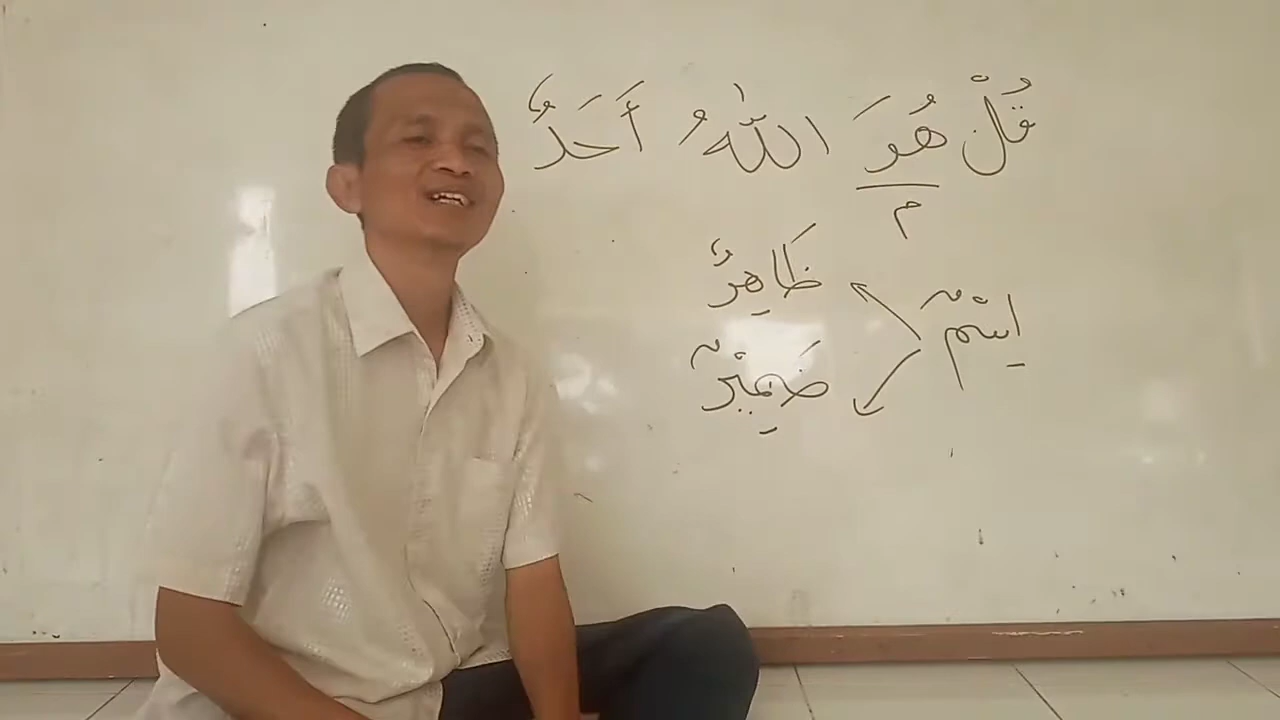 قُلْ هُوَ اللّٰهُ أَحَدٌ
م
ظَاهِرٌ
اِسْمٌ
ضَمِيْرٌ